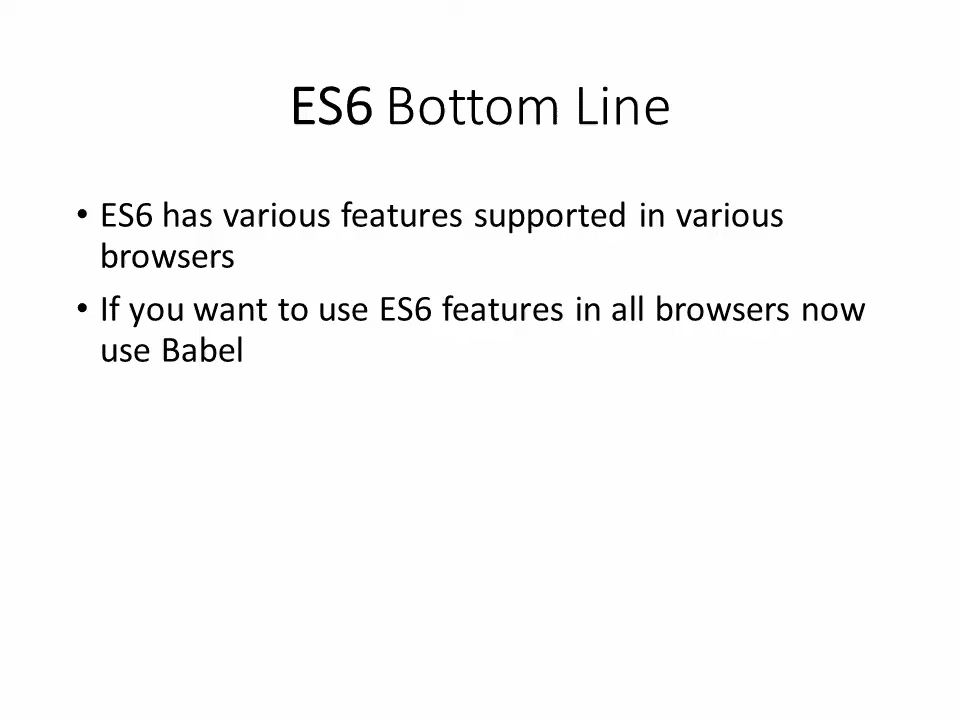 ES6 Bottom Line
• ES6 has various features supported in various
browsers
• If you want to use ES6 features in all browsers now
use Babel